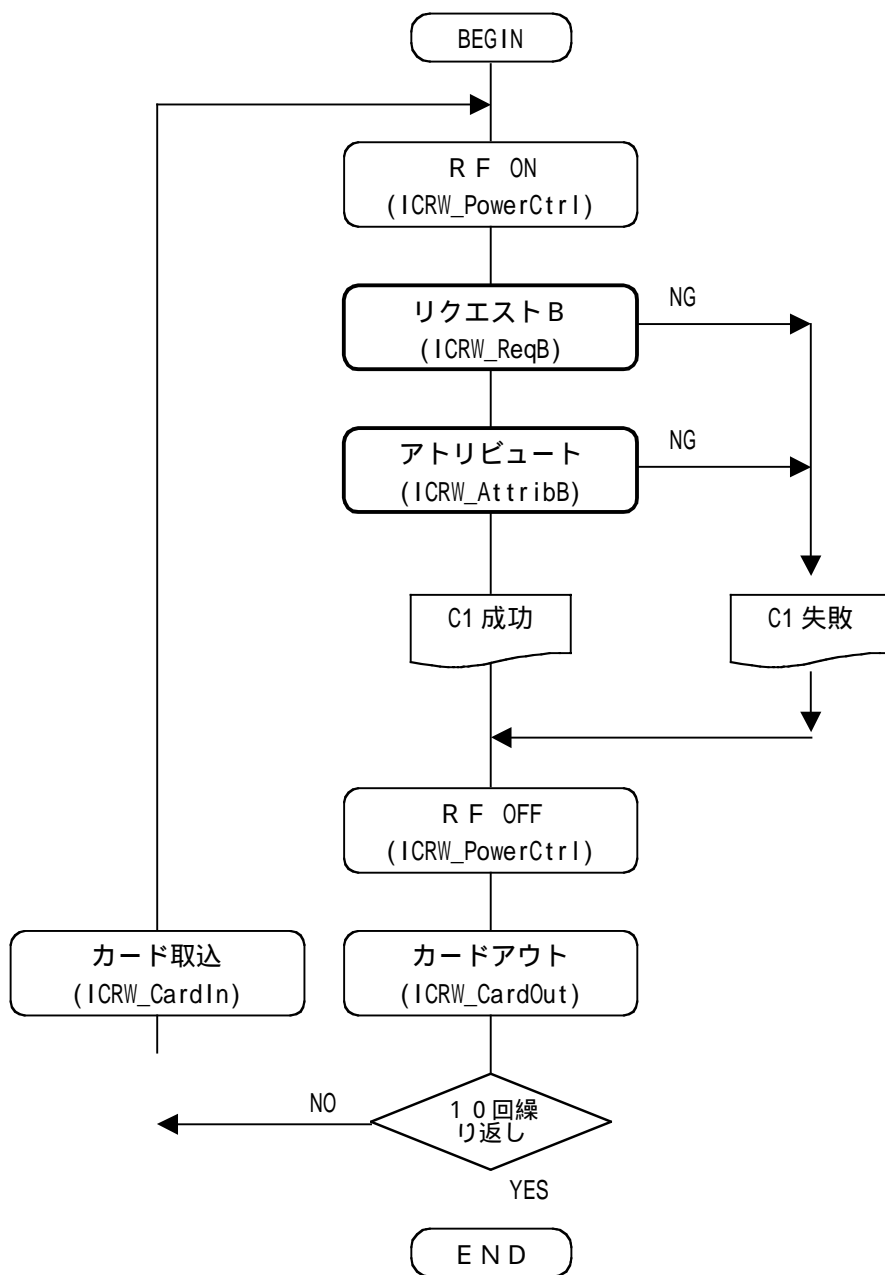 BEGIN
ＲＦ ON
(ICRW_PowerCtrl)
リクエストＢ
(ICRW_ReqB)
NG
アトリビュート
(ICRW_AttribB)
NG
C1 成功
C1 失敗
ＲＦ OFF
(ICRW_PowerCtrl)
カード取込
(ICRW_CardIn)
カードアウト
(ICRW_CardOut)
NO
１０回繰
り返し
YES
ＥＮＤ